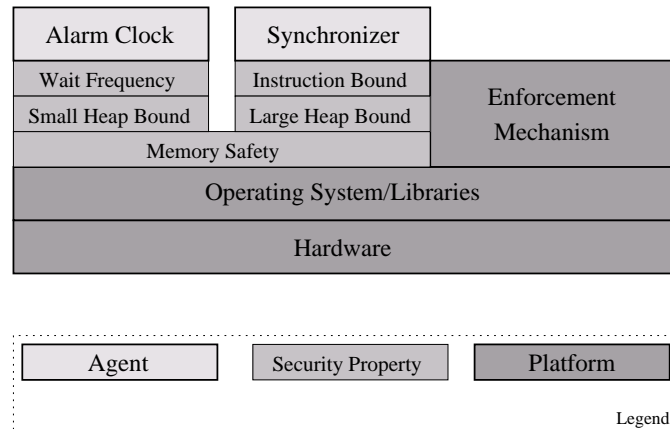 Alarm Clock
Synchronizer
Wait Frequency
Instruction Bound
Small Heap Bound
Large Heap Bound
Enforcement
Mechanism
Memory Safety
Operating System/Libraries
Hardware
Agent
Security Property
Platform
Legend